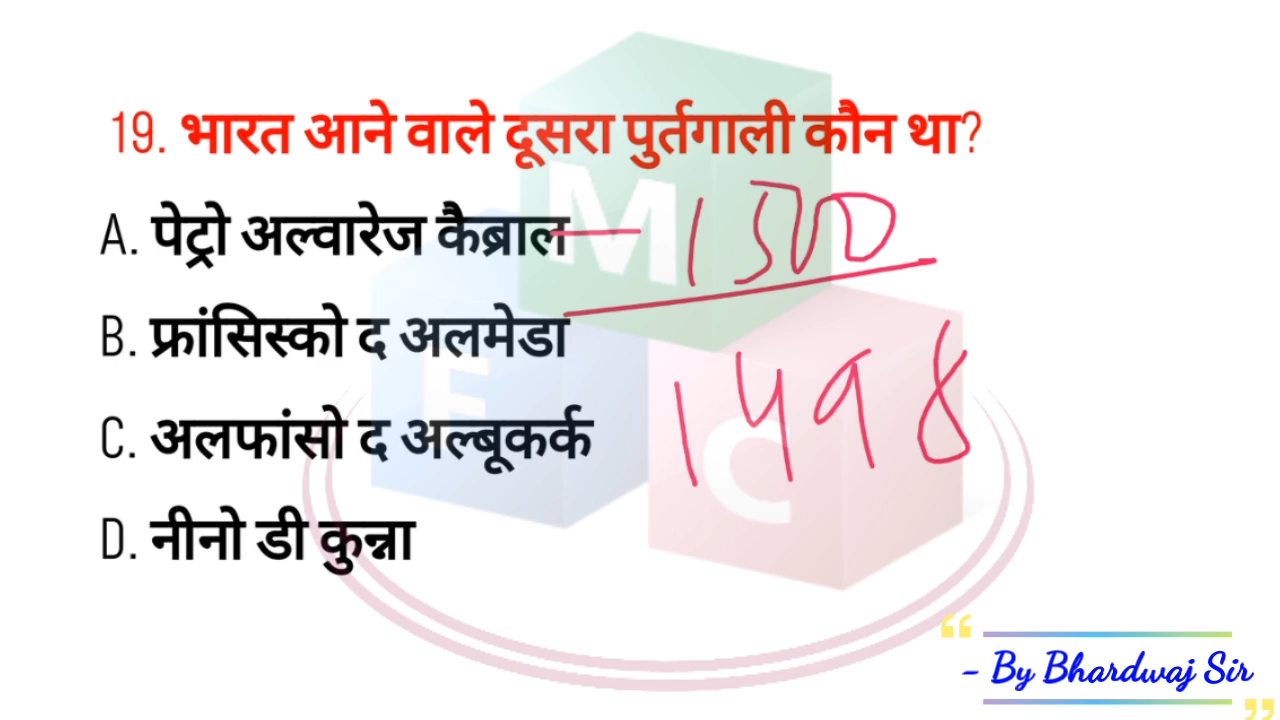 19. भारत आने वाले दूसरा पुर्तगाली कौन था?
A. पेट्रो अल्वारेज कैब्राल — 1500
B. फ्रांसिस्को द अलमेडा
1498
C. अलफांसो द अल्बूकर्क
D. नीनो डी कुन्ना
M
E
C
“
- By Bhardwaj Sir
”